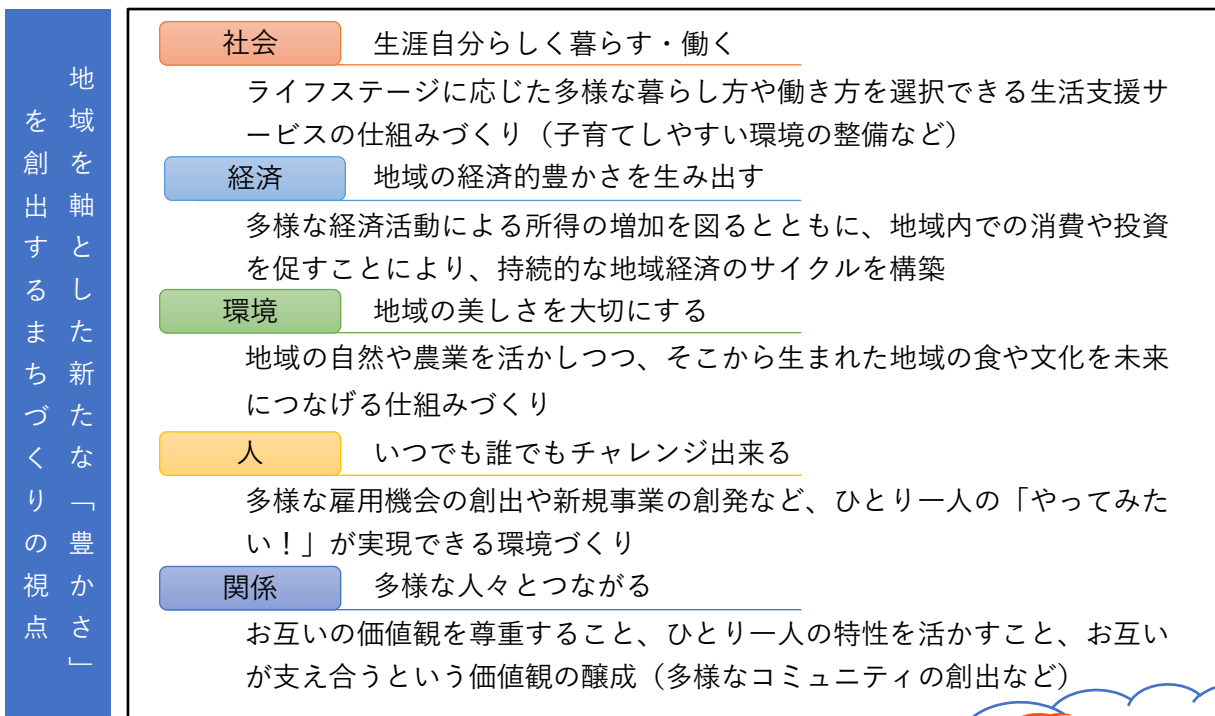 地域を軸とした新たな「豊かさ」
を創出するまちづくりの視点
社会 生涯自分らしく暮らす・働く
ライフステージに応じた多様な暮らし方や働き方を選択できる生活支援サ
ービスの仕組みづくり（子育てしやすい環境の整備など）
経済 地域の経済的豊かさを生み出す
多様な経済活動による所得の増加を図るとともに、地域内での消費や投資
を促すことにより、持続的な地域経済のサイクルを構築
環境 地域の美しさを大切にする
地域の自然や農業を活かしつつ、そこから生まれた地域の食や文化を未来
につなげる仕組みづくり
人 いつでも誰でもチャレンジ出来る
多様な雇用機会の創出や新規事業の創発など、ひとり一人の「やってみた
い！」が実現できる環境づくり
関係 多様な人々とつながる
お互いの価値観を尊重すること、ひとり一人の特性を活かすこと、お互い
が支え合うという価値観の醸成（多様なコミュニティの創出など）